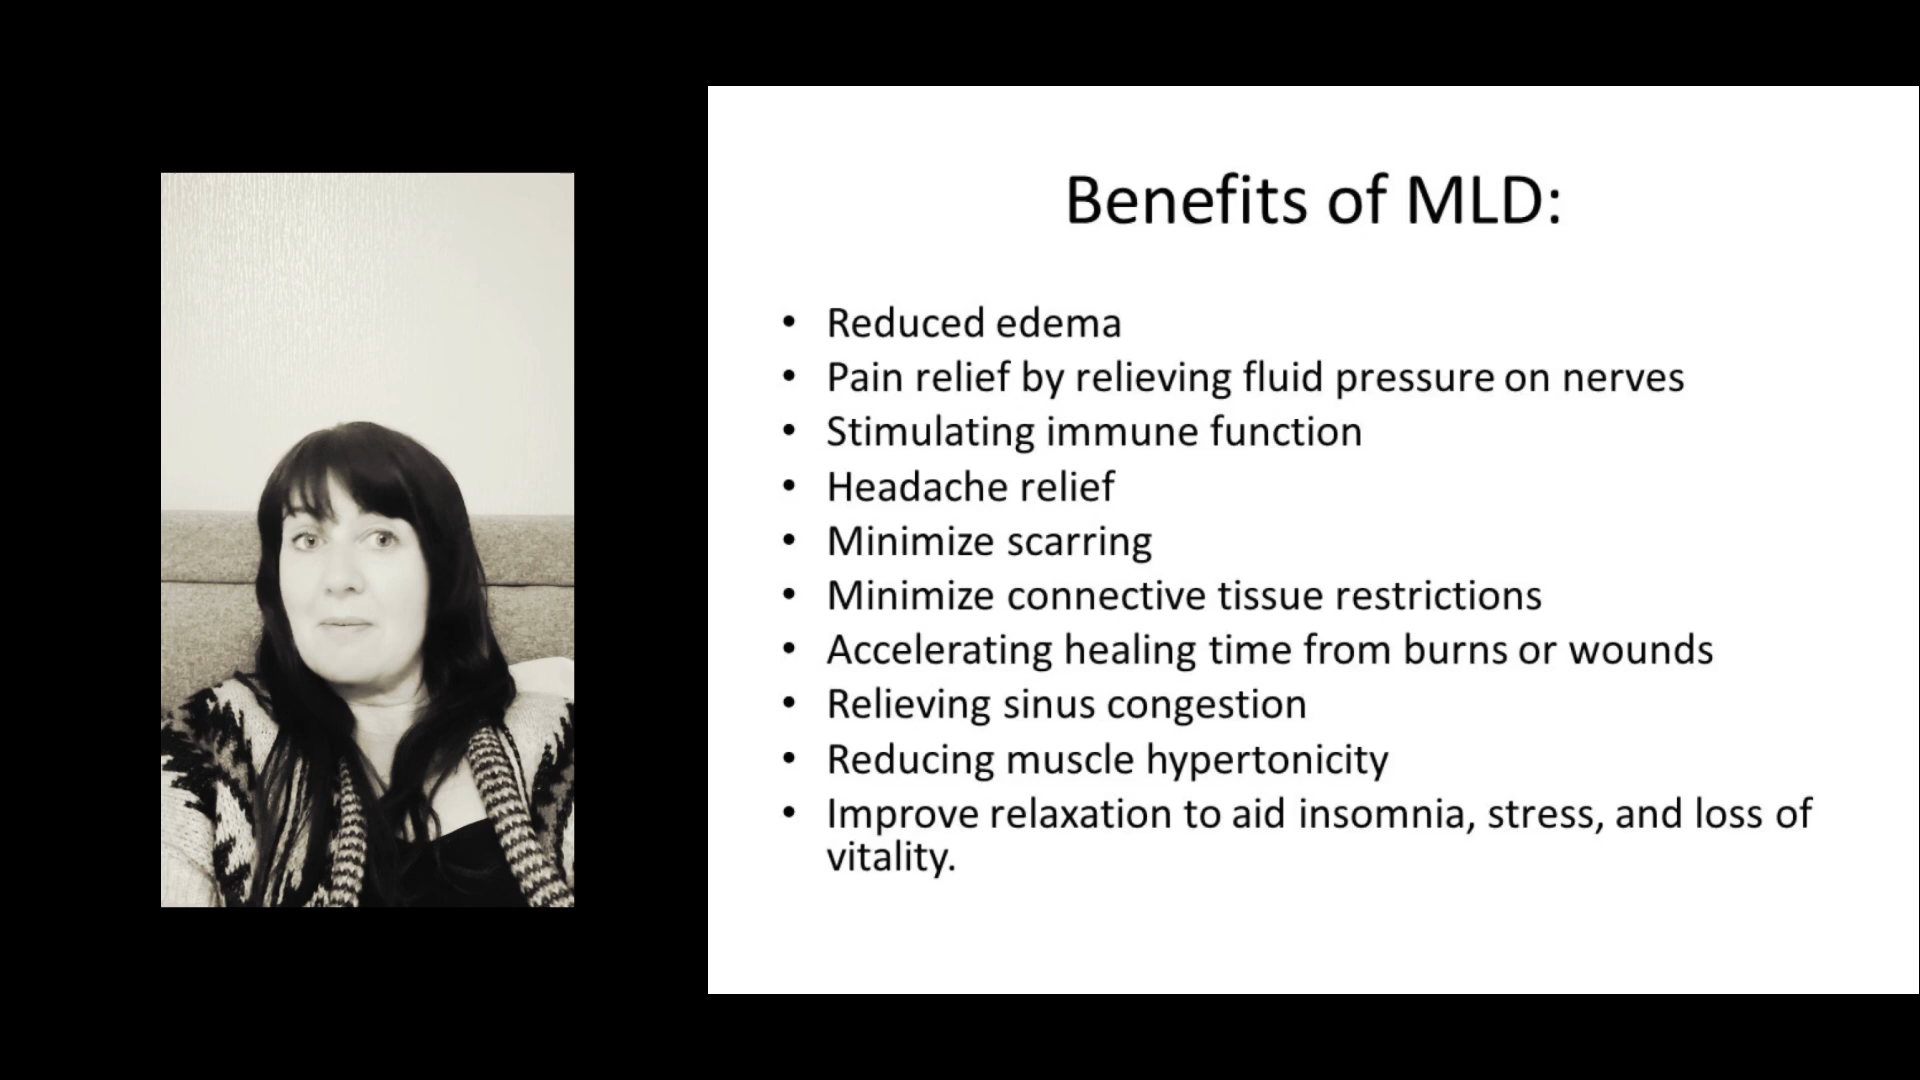 Benefits of MLD:
• Reduced edema
• Pain relief by relieving fluid pressure on nerves
• Stimulating immune function
• Headache relief
• Minimize scarring
• Minimize connective tissue restrictions
• Accelerating healing time from burns or wounds
• Relieving sinus congestion
• Reducing muscle hypertonicity
• Improve relaxation to aid insomnia, stress, and loss of
vitality.